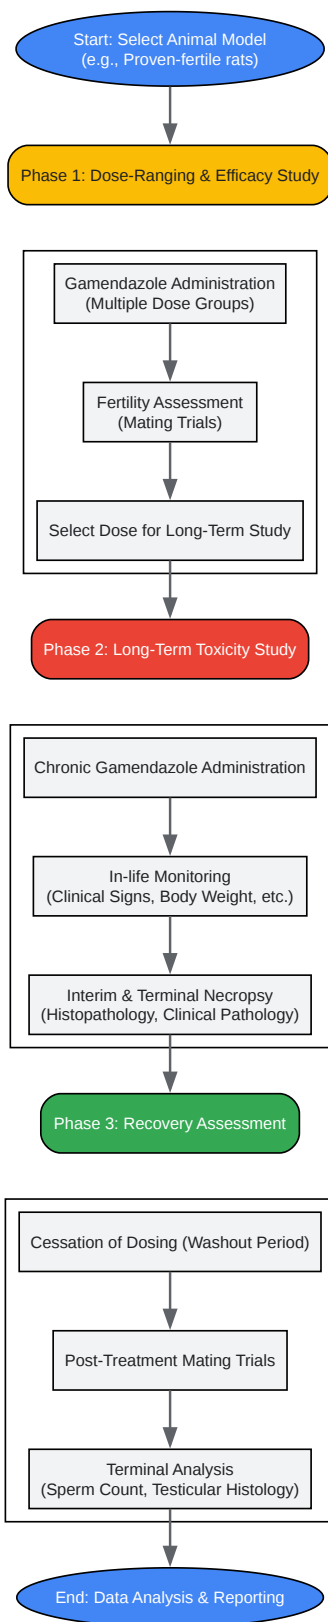 Start: Select Animal Model
(e.g., Proven-fertile rats)
Phase 1: Dose-Ranging & Efficacy Study
Gamendazole Administration
(Multiple Dose Groups)
Fertility Assessment
(Mating Trials)
Select Dose for Long-Term Study
Phase 2: Long-Term Toxicity Study
Chronic Gamendazole Administration
In-life Monitoring
(Clinical Signs, Body Weight, etc.)
Interim & Terminal Necropsy
(Histopathology, Clinical Pathology)
Phase 3: Recovery Assessment
Cessation of Dosing (Washout Period)
Post-Treatment Mating Trials
Terminal Analysis
(Sperm Count, Testicular Histology)
End: Data Analysis & Reporting